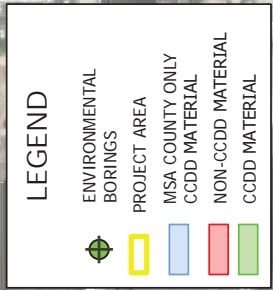 LEGEND
ENVIRONMENTAL
BORINGS
PROJECT AREA
MSA COUNTY ONLY
CCDD MATERIAL
NON-CCDD MATERIAL
CCDD MATERIAL